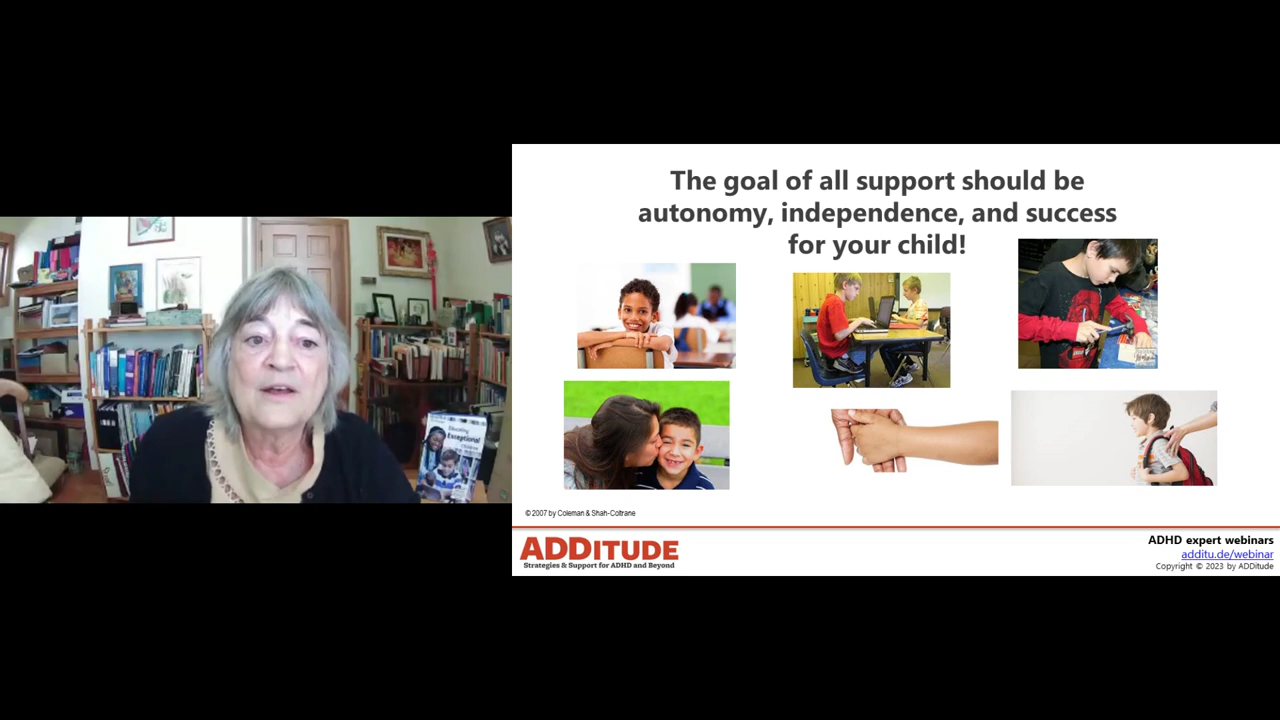 The goal of all support should be
autonomy, independence, and success
for your child!
Educating
Exceptional
© 2007 by Coleman & Shah-Coltrane
ADDITUDE
Strategies & Support for ADHD and Beyond
ADHD expert webinars
additu.de/webinar
Copyright © 2023 by ADDitude